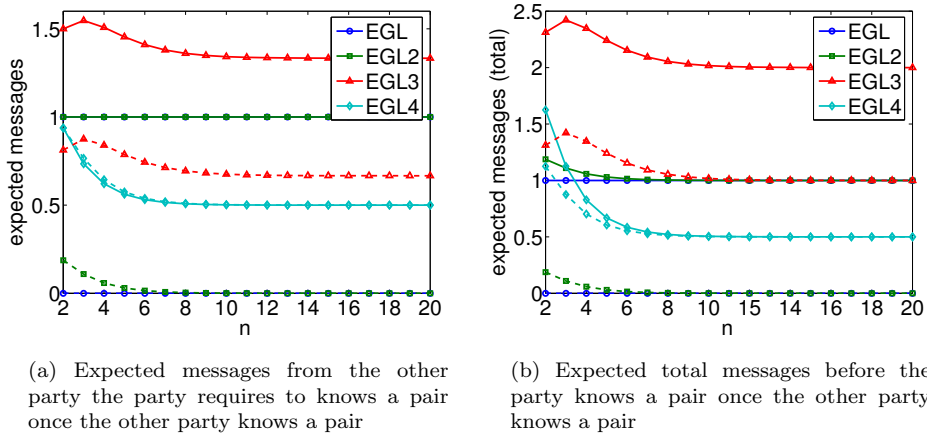 1.5
1
0.5
0
2 4 6 8 10 12 14 16 18 20
n
expected messages
EGL
EGL2
EGL3
EGL4
2.5
2
1.5
1
0.5
0
2 4 6 8 10 12 14 16 18 20
n
expected messages (total)
EGL
EGL2
EGL3
EGL4
(a) Expected messages from the other
party the party requires to knows a pair
once the other party knows a pair
(b) Expected total messages before the
party knows a pair once the other party
knows a pair